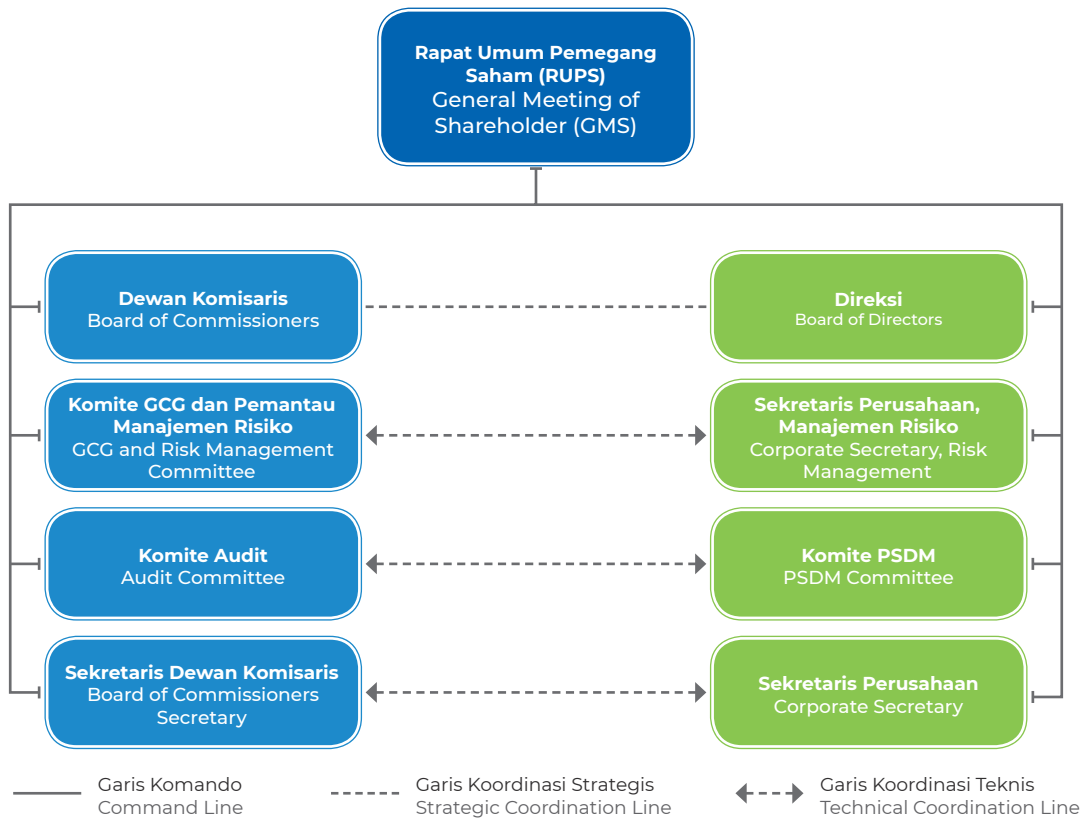 Rapat Umum Pemegang
Saham (RUPS)
General Meeting of
Shareholder (GMS)
Dewan Komisaris
Board of Commissioners
Direksi
Board of Directors
Komite GCG dan Pemantau
Manajemen Risiko
GCG and Risk Management
Committee
Sekretaris Perusahaan,
Manajemen Risiko
Corporate Secretary, Risk
Management
Komite Audit
Audit Committee
Komite PSDM
PSDM Committee
Sekretaris Dewan Komisaris
Board of Commissioners
Secretary
Sekretaris Perusahaan
Corporate Secretary
Garis Komando
Command Line
Garis Koordinasi Strategis
Strategic Coordination Line
Garis Koordinasi Teknis
Technical Coordination Line